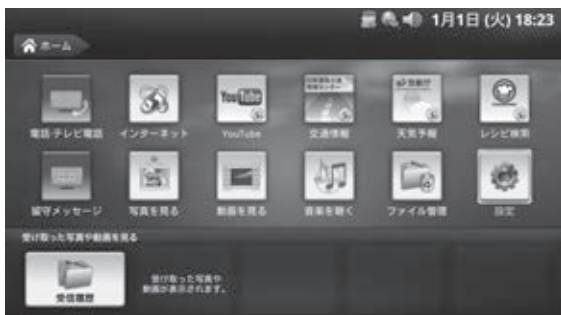 1月1日 (火) 18:23
ホーム
電話・テレビ電話
インターネット
YouTube
YouTube
交通情報
天気予報
レシピ検索
留守メッセージ
写真を見る
動画を見る
音楽を聴く
ファイル管理
設定
受け取った写真や動画を見る
受信履歴
受け取った写真や
動画が表示されます。